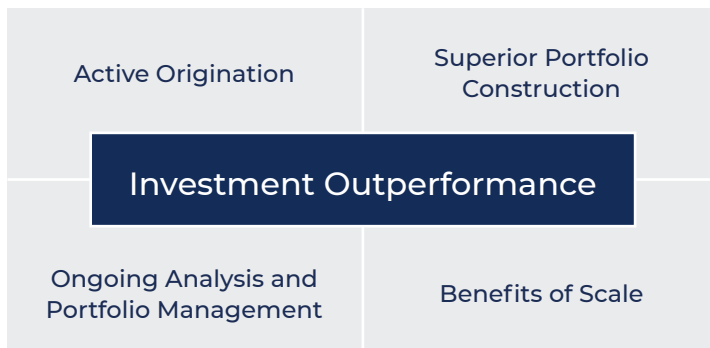 Active Origination
Superior Portfolio
Construction
Investment Outperformance
Ongoing Analysis and
Portfolio Management
Benefits of Scale